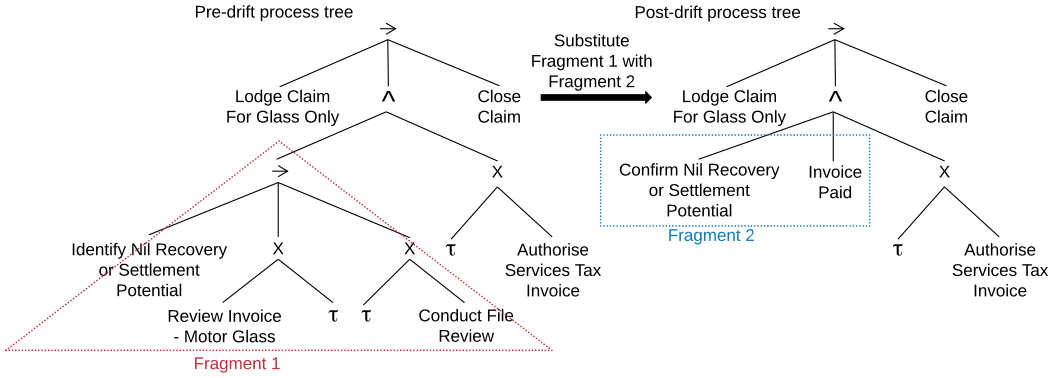 Pre-drift process tree
→
Lodge Claim
For Glass Only
^
Close
Claim
→
X
Identify Nil Recovery
or Settlement
Potential
X
X
τ
Authorise
Services Tax
Invoice
Review Invoice
- Motor Glass
τ
τ
Conduct File
Review
Fragment 1
Substitute
Fragment 1 with
Fragment 2
Post-drift process tree
→
Lodge Claim
For Glass Only
^
Close
Claim
Confirm Nil Recovery
or Settlement
Potential
Invoice
Paid
X
Fragment 2
τ
Authorise
Services Tax
Invoice